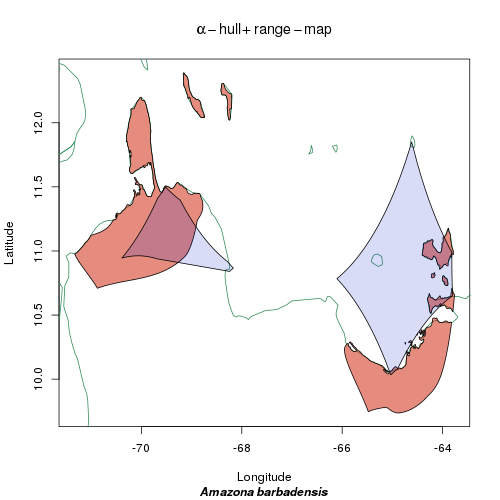 α − hull + range − map
12.0
11.5
11.0
10.5
10.0
Latitude
-70
-68
-66
-64
Longitude
Amazona barbadensis